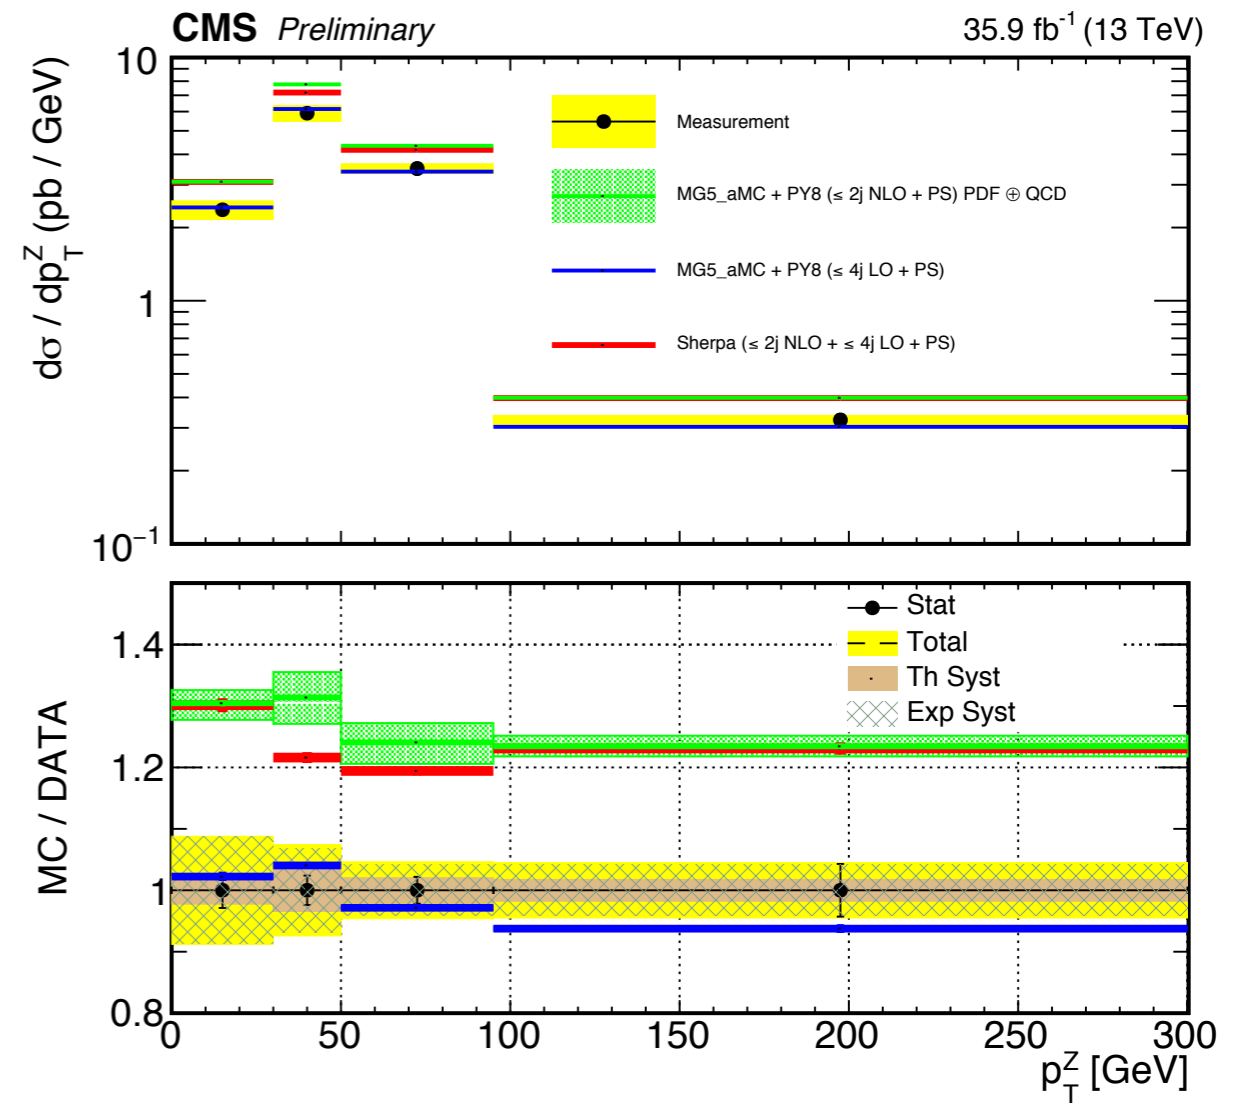 CMS Preliminary
35.9 fb⁻¹ (13 TeV)
dσ / dp_T^Z (pb / GeV)
10
1
10⁻¹
Measurement
MG5_aMC + PY8 (≤ 2j NLO + PS) PDF ⊕ QCD
MG5_aMC + PY8 (≤ 4j LO + PS)
Sherpa (≤ 2j NLO + ≤ 4j LO + PS)
MC / DATA
1.4
1.2
1
0.8
Stat
Total
Th Syst
Exp Syst
0 50 100 150 200 250 300
p_T^Z [GeV]